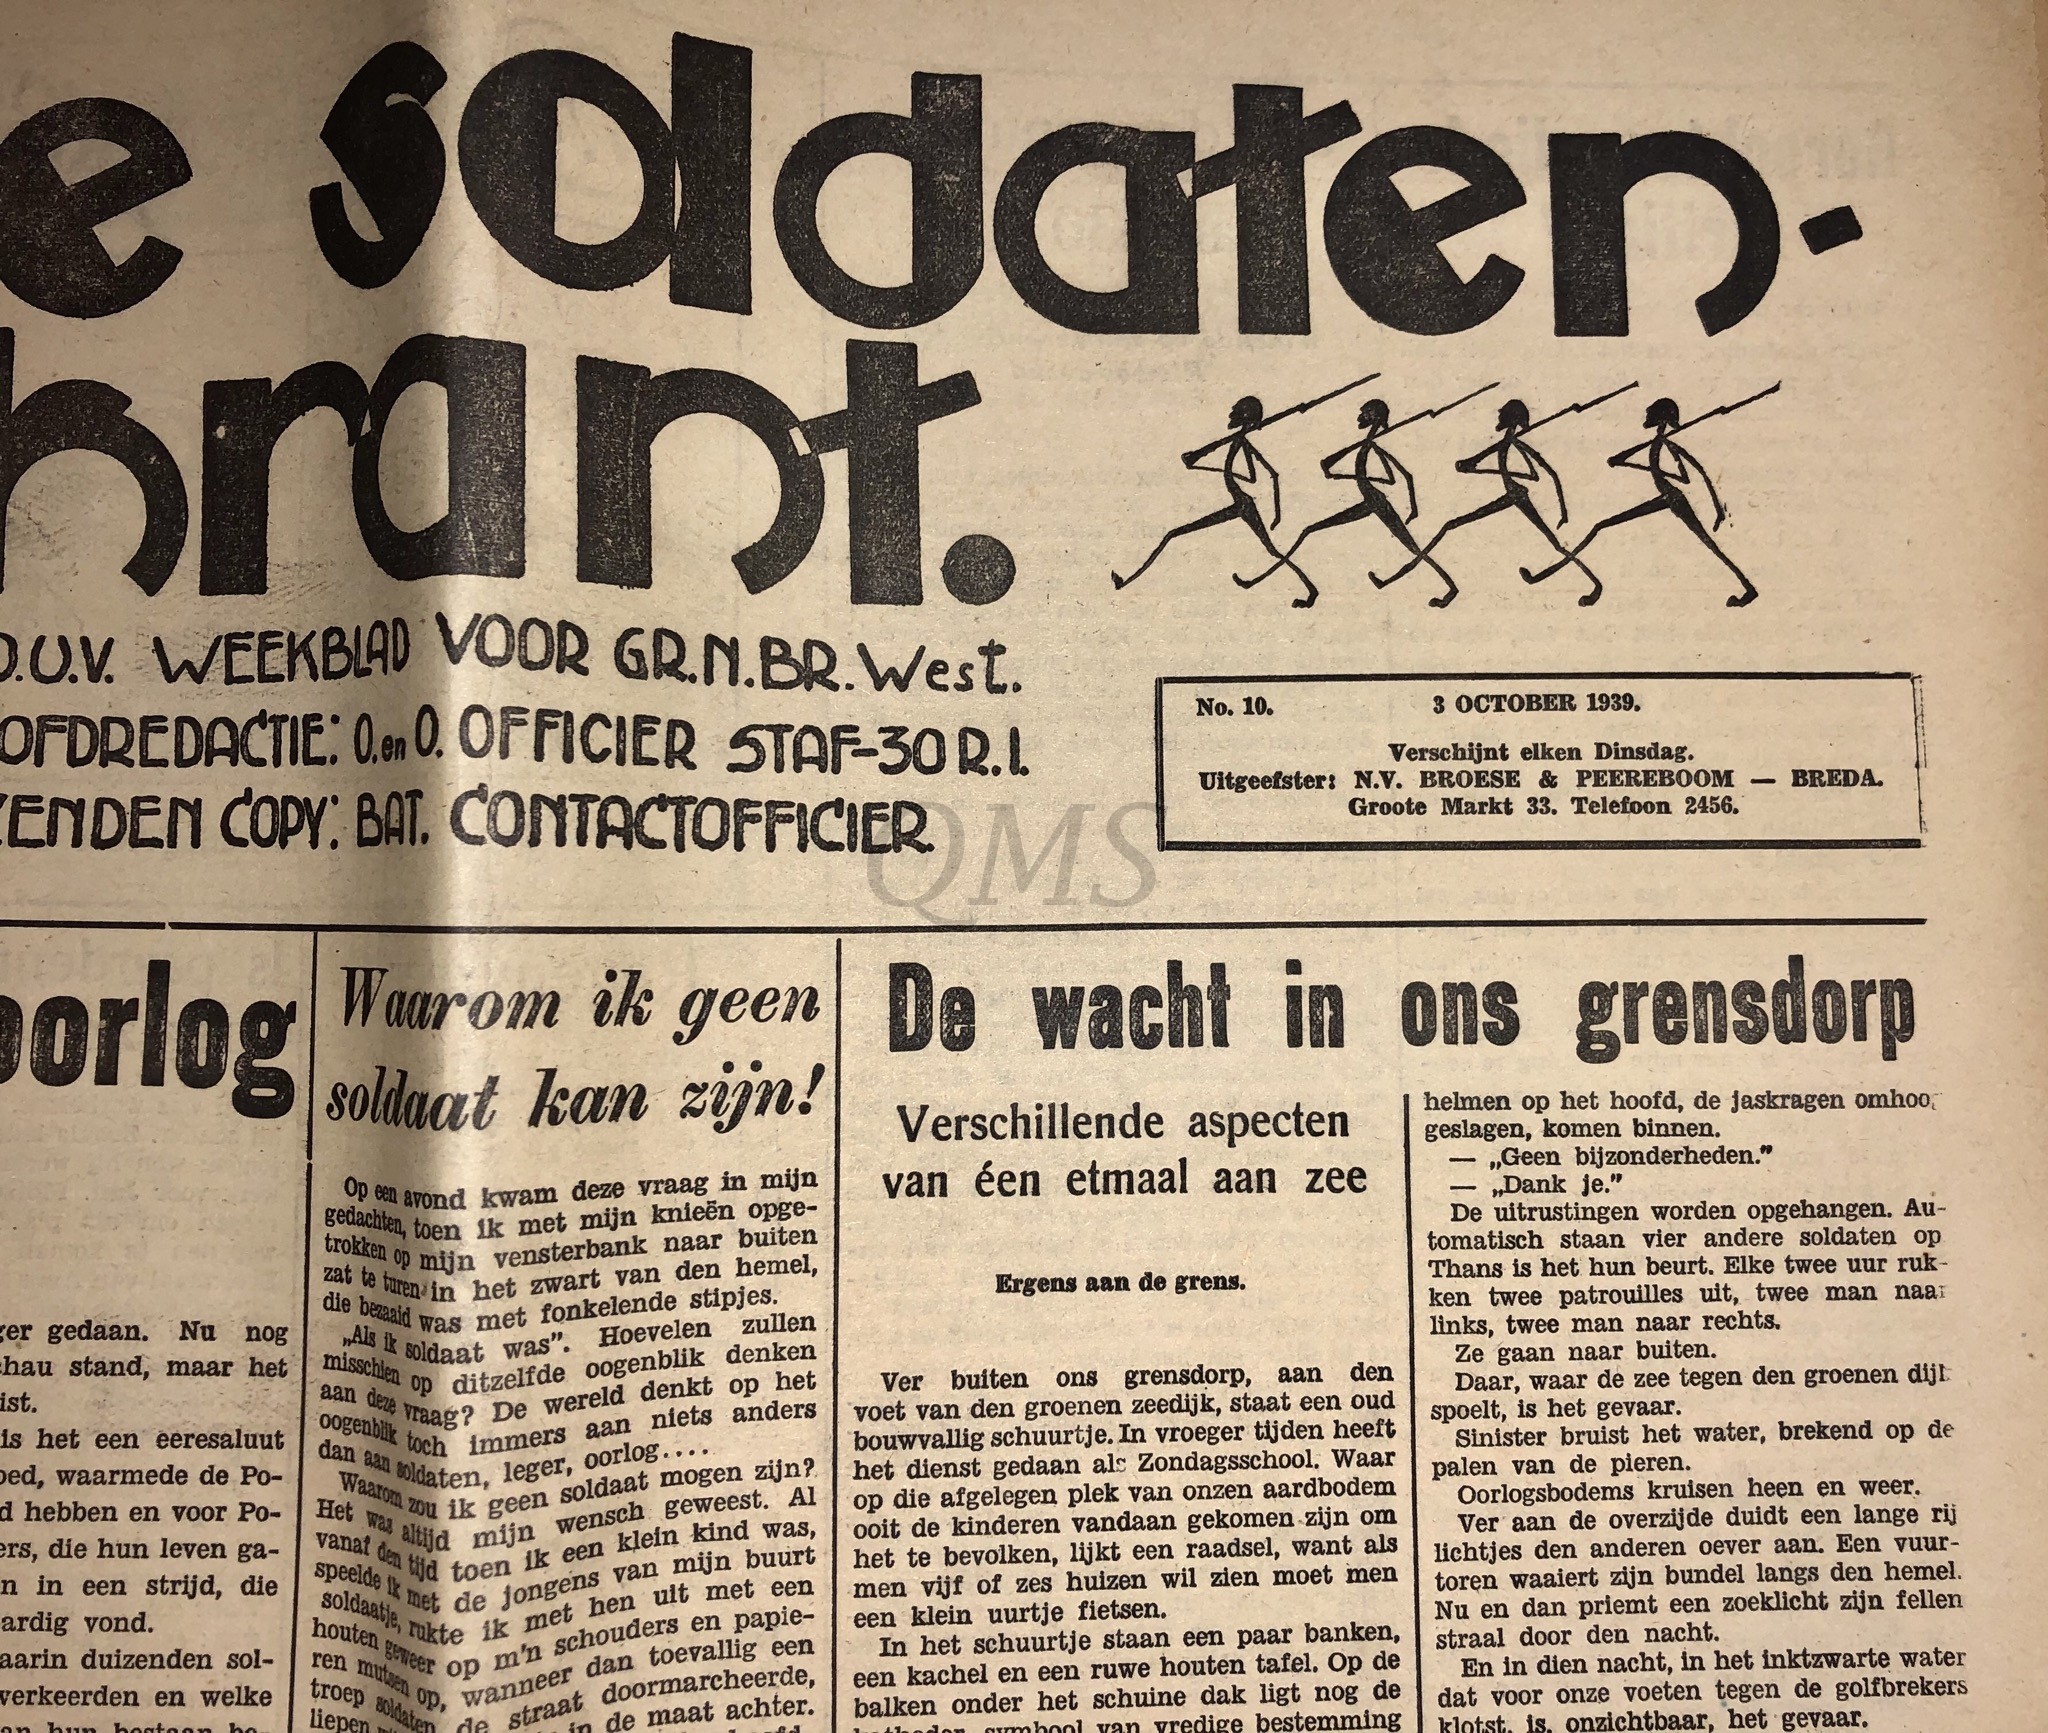 e soldaten-
krant.
O.U.V. WEEKBLAD VOOR GR.N.BR.West.
OFDREDACTIE: O.en O. OFFICIER STAF-30 R.I.
ZENDEN COPY: BAT. CONTACTOFFICIER.
No. 10. 3 OCTOBER 1939.
Verschijnt elken Dinsdag.
Uitgeefster: N.V. BROESE & PEEREBOOM — BREDA.
Groote Markt 33. Telefoon 2456.
QMS
oorlog
ger gedaan. Nu nog
chau stand, maar het
ist.
is het een eeresaluut
oed, waarmede de Po-
d hebben en voor Po-
ers, die hun leven ga-
n in een strijd, die
aardig vond.
aarin duizenden sol-
verkeerden en welke
an hun bestaan be-
Waarom ik geen
soldaat kan zijn!
Op een avond kwam deze vraag in mijn
gedachten, toen ik met mijn knieën opge-
trokken op mijn vensterbank naar buiten
zat te turen in het zwart van den hemel,
die bezaaid was met fonkelende stipjes.
„Als ik soldaat was”. Hoevelen zullen
misschien op ditzelfde oogenblik denken
aan deze vraag? De wereld denkt op het
oogenblik toch immers aan niets anders
dan aan soldaten, leger, oorlog....
Waarom zou ik geen soldaat mogen zijn?
Het was altijd mijn wensch geweest. Al
vanaf den tijd toen ik een klein kind was,
speelde ik met de jongens van mijn buurt
soldaatje, rukte ik met hen uit met een
houten geweer op m'n schouders en papie-
ren mutsen op, wanneer dan toevallig een
troep soldaten de straat doormarcheerde,
liepen in de maat achter.
De wacht in ons grensdorp
Verschillende aspecten
van één etmaal aan zee
Ergens aan de grens.
Ver buiten ons grensdorp, aan den
voet van den groenen zeedijk, staat een oud
bouwvallig schuurtje. In vroeger tijden heeft
het dienst gedaan als Zondagsschool. Waar
op die afgelegen plek van onzen aardbodem
ooit de kinderen vandaan gekomen zijn om
het te bevolken, lijkt een raadsel, want als
men vijf of zes huizen wil zien moet men
een klein uurtje fietsen.
In het schuurtje staan een paar banken,
een kachel en een ruwe houten tafel. Op de
balken onder het schuine dak ligt nog de
symbool van vredige bestemming
helmen op het hoofd, de jaskragen omhoog
geslagen, komen binnen.
— „Geen bijzonderheden.”
— „Dank je.”
De uitrustingen worden opgehangen. Au-
tomatisch staan vier andere soldaten op
Thans is het hun beurt. Elke twee uur ruk-
ken twee patrouilles uit, twee man naar
links, twee man naar rechts.
Ze gaan naar buiten.
Daar, waar de zee tegen den groenen dijk
spoelt, is het gevaar.
Sinister bruist het water, brekend op de
palen van de pieren.
Oorlogsbodems kruisen heen en weer.
Ver aan de overzijde duidt een lange rij
lichtjes den anderen oever aan. Een vuur-
toren waaiert zijn bundel langs den hemel.
Nu en dan priemt een zoeklicht zijn fellen
straal door den nacht.
En in dien nacht, in het inktzwarte water
dat voor onze voeten tegen de golfbrekers
klotst, is, onzichtbaar, het gevaar.